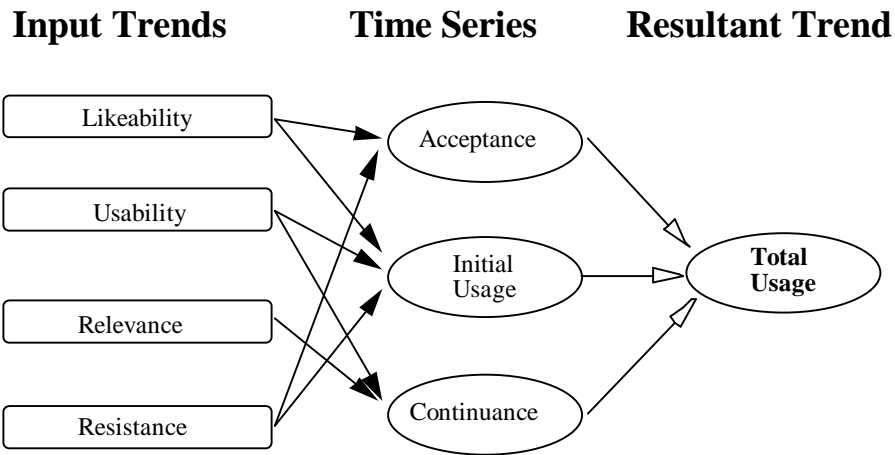 Input Trends
Time Series
Resultant Trend
Likeability
Usability
Relevance
Resistance
Acceptance
Initial
Usage
Continuance
Total
Usage